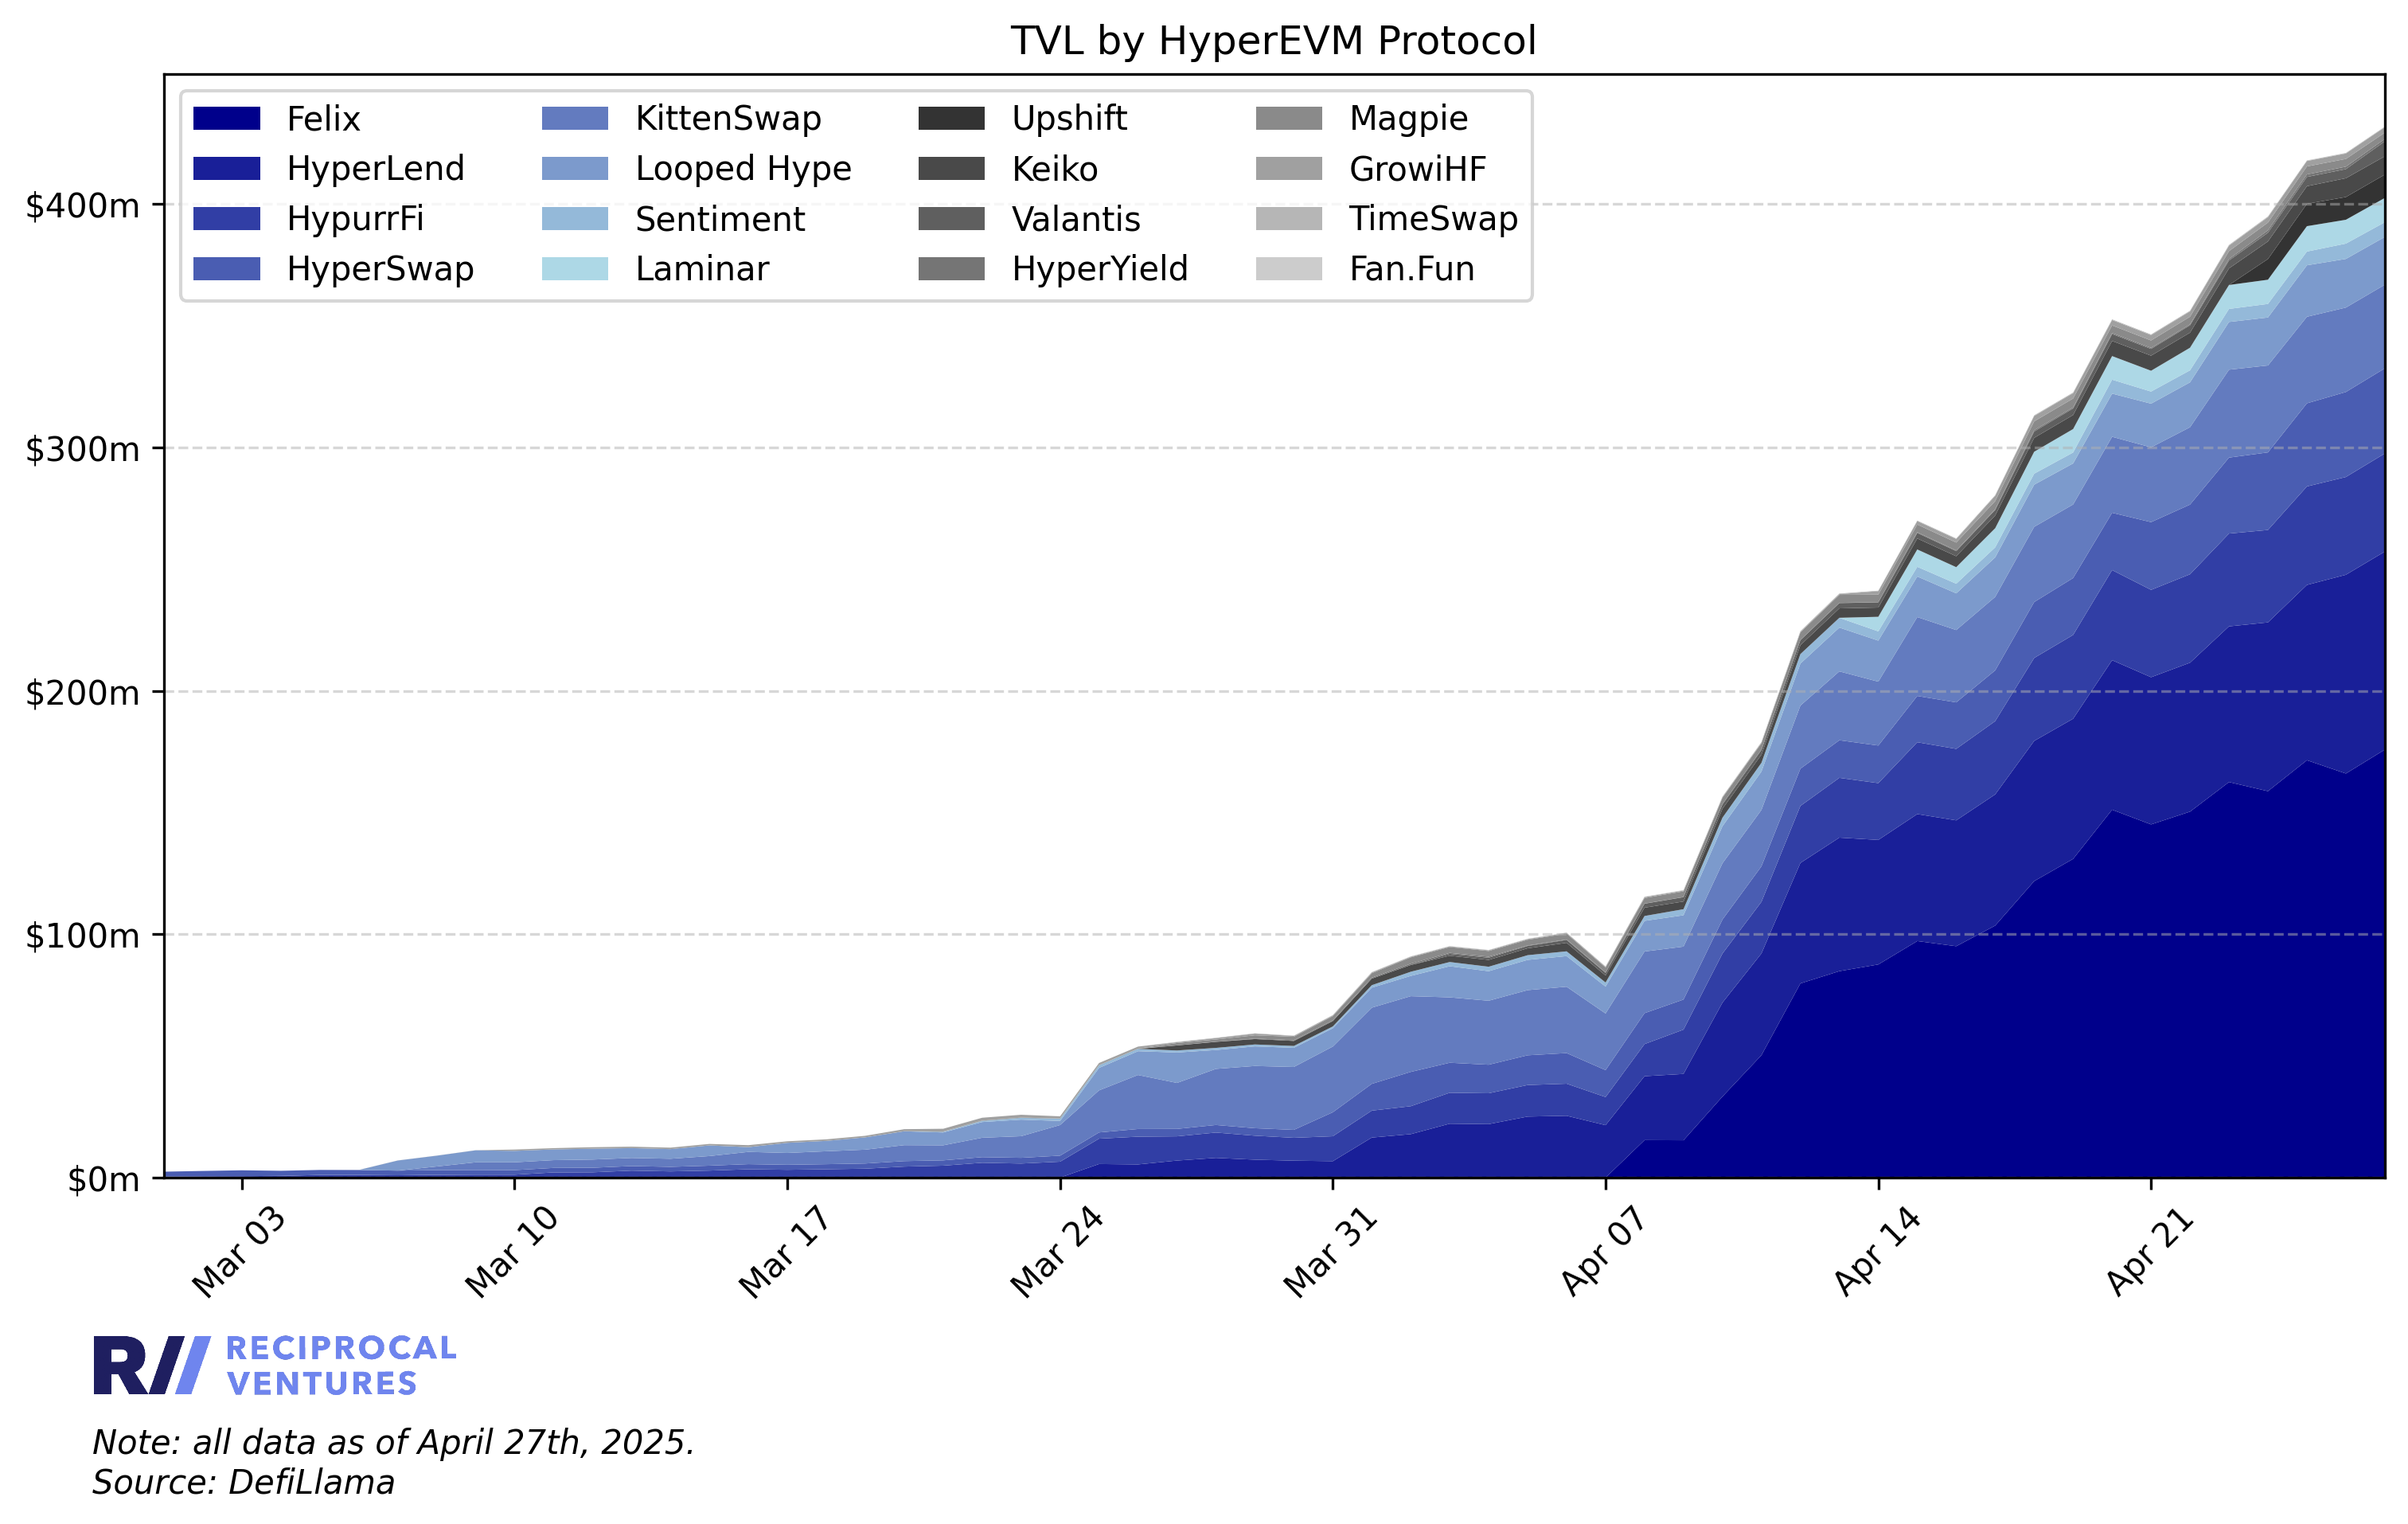 TVL by HyperEVM Protocol
Felix
HyperLend
HypurrFi
HyperSwap
KittenSwap
Looped Hype
Sentiment
Laminar
Upshift
Keiko
Valantis
HyperYield
Magpie
GrowiHF
TimeSwap
Fan.Fun
$400m
$300m
$200m
$100m
$0m
Mar 03
Mar 10
Mar 17
Mar 24
Mar 31
Apr 07
Apr 14
Apr 21
R RECIPROCAL
VENTURES
Note: all data as of April 27th, 2025.
Source: DefiLlama